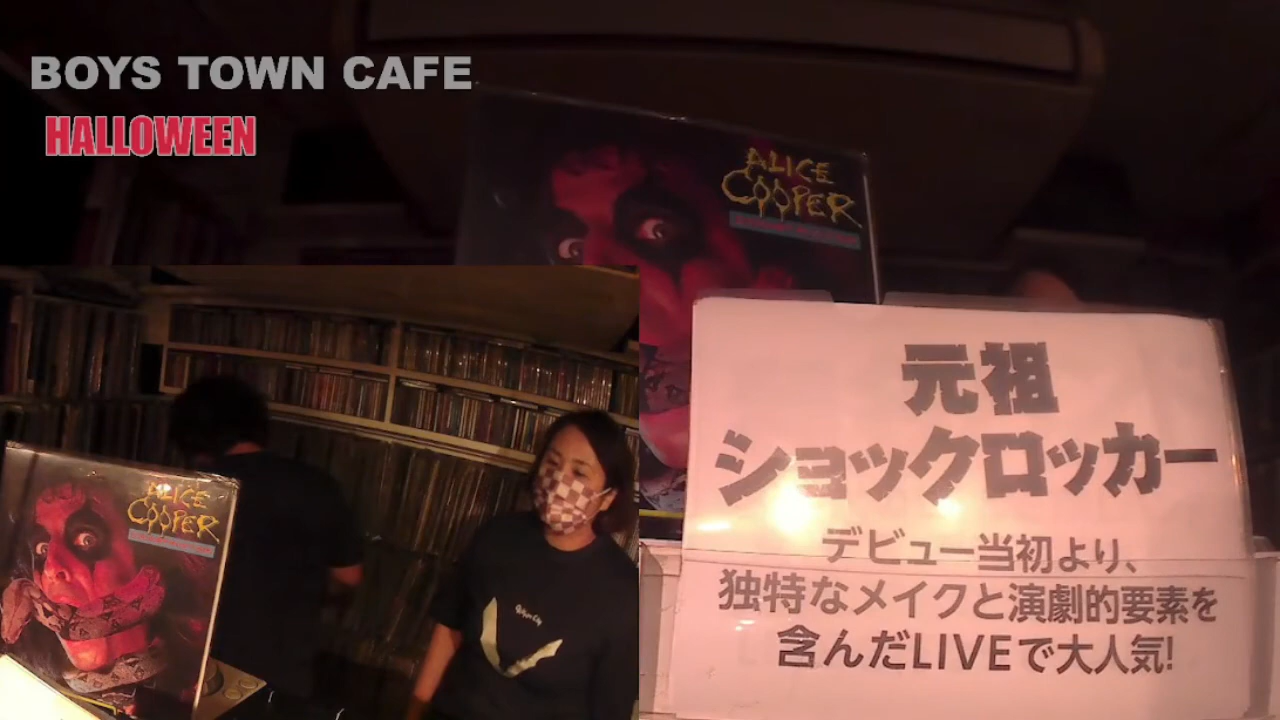 BOYS TOWN CAFE
HALLOWEEN
ALICE
COOPER
元祖
ショックロッカー
デビュー当初より、
独特なメイクと演劇的要素を
含んだLIVEで大人気!
ALICE
COOPER